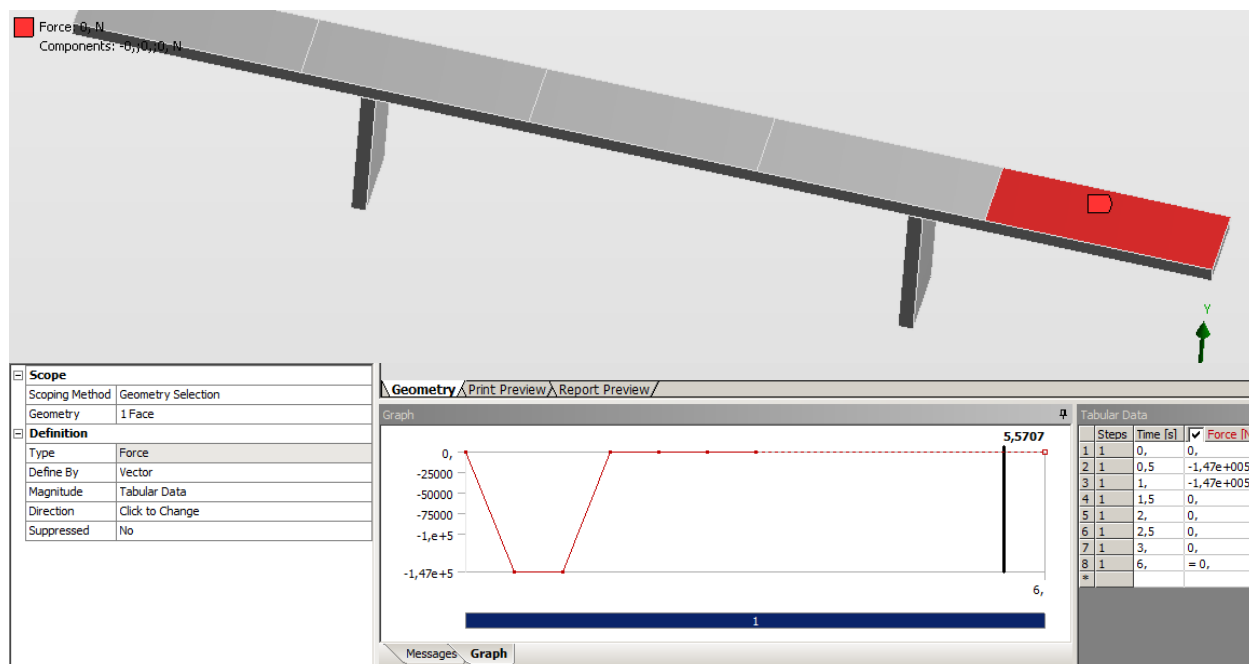 Force: 0, N
Components: -0,;0,;0, N
Y
Scope
Scoping Method Geometry Selection
Geometry 1 Face
Definition
Type Force
Define By Vector
Magnitude Tabular Data
Direction Click to Change
Suppressed No
Geometry Print Preview Report Preview
Graph
5,5707
0,
-25000
-50000
-75000
-1,e+5
-1,47e+5
6,
1
Messages Graph
Tabular Data
Steps Time [s] Force [N
1 1 0, 0,
2 1 0,5 -1,47e+005
3 1 1, -1,47e+005
4 1 1,5 0,
5 1 2, 0,
6 1 2,5 0,
7 1 3, 0,
8 1 6, = 0,
*